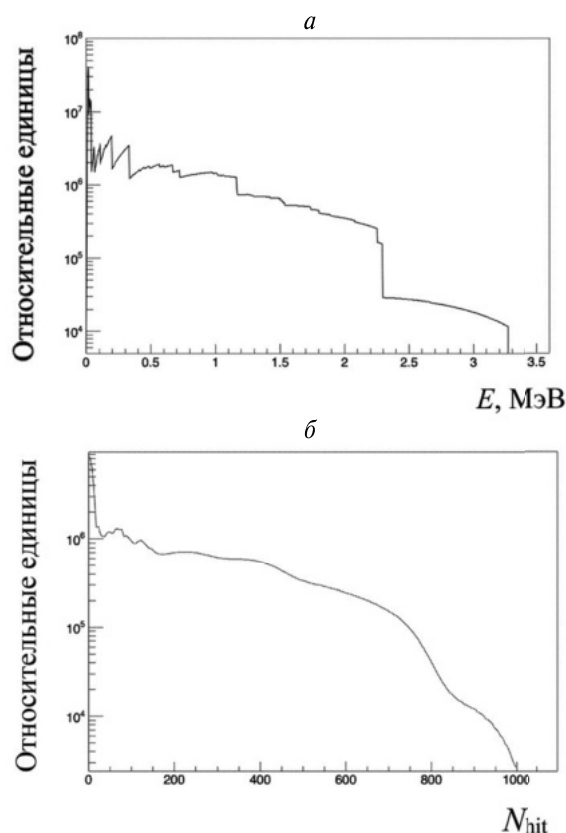 а
Относительные единицы
10⁸
10⁷
10⁶
10⁵
10⁴
0 0.5 1 1.5 2 2.5 3 3.5
E, МэВ
б
Относительные единицы
10⁶
10⁵
10⁴
0 200 400 600 800 1000
Nhit